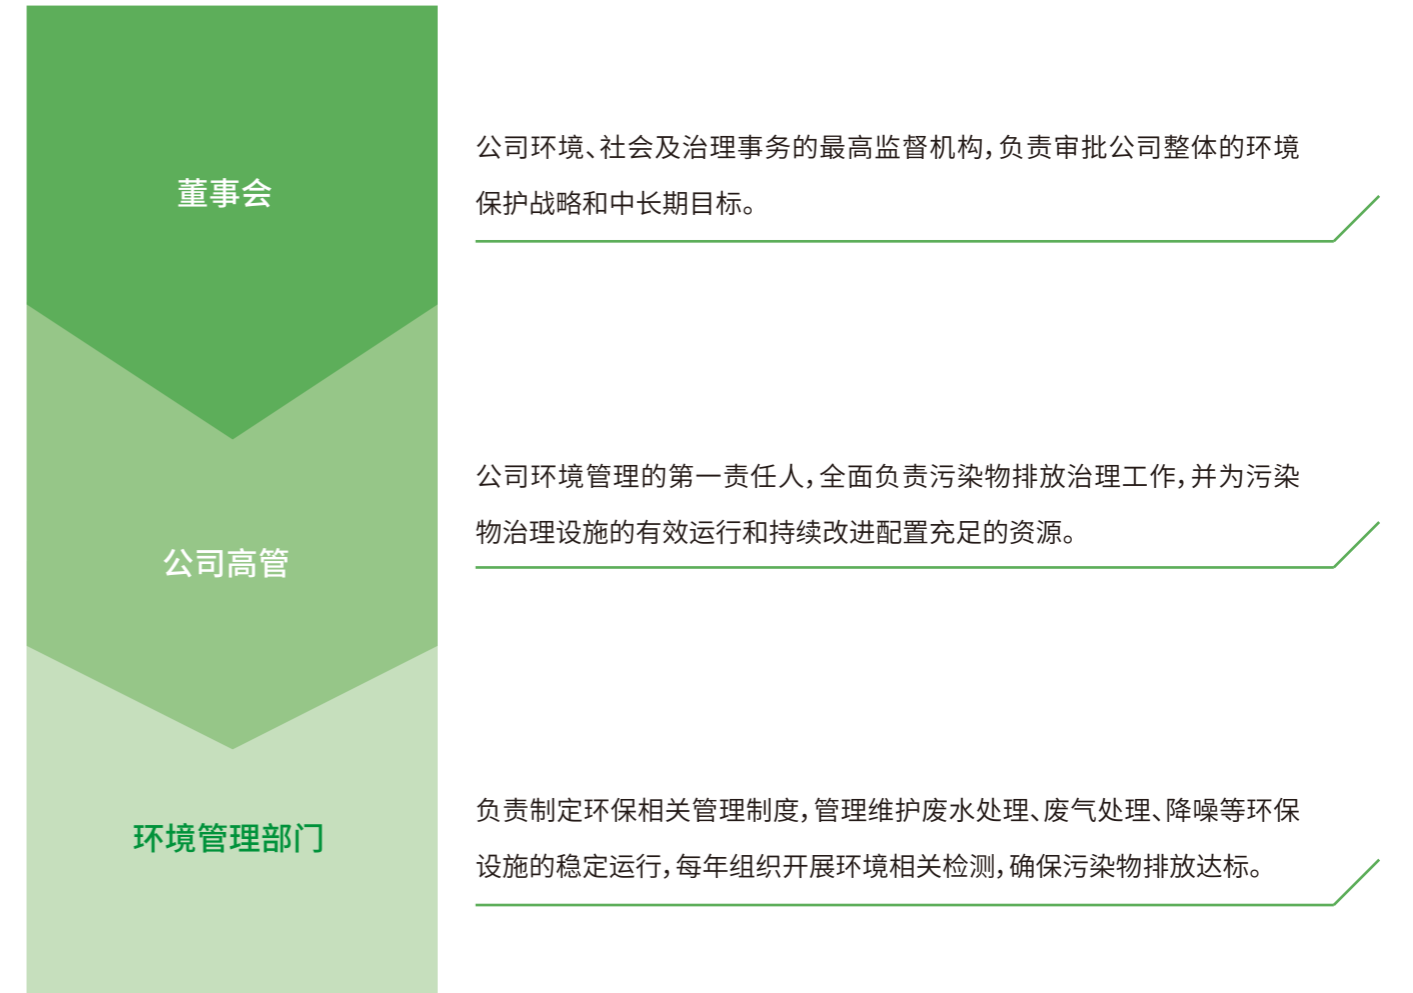 董事会
公司环境、社会及治理事务的最高监督机构，负责审批公司整体的环境
保护战略和中长期目标。
公司高管
公司环境管理的第一责任人，全面负责污染物排放治理工作，并为污染
物治理设施的有效运行和持续改进配置充足的资源。
环境管理部门
负责制定环保相关管理制度，管理维护废水处理、废气处理、降噪等环保
设施的稳定运行，每年组织开展环境相关检测，确保污染物排放达标。